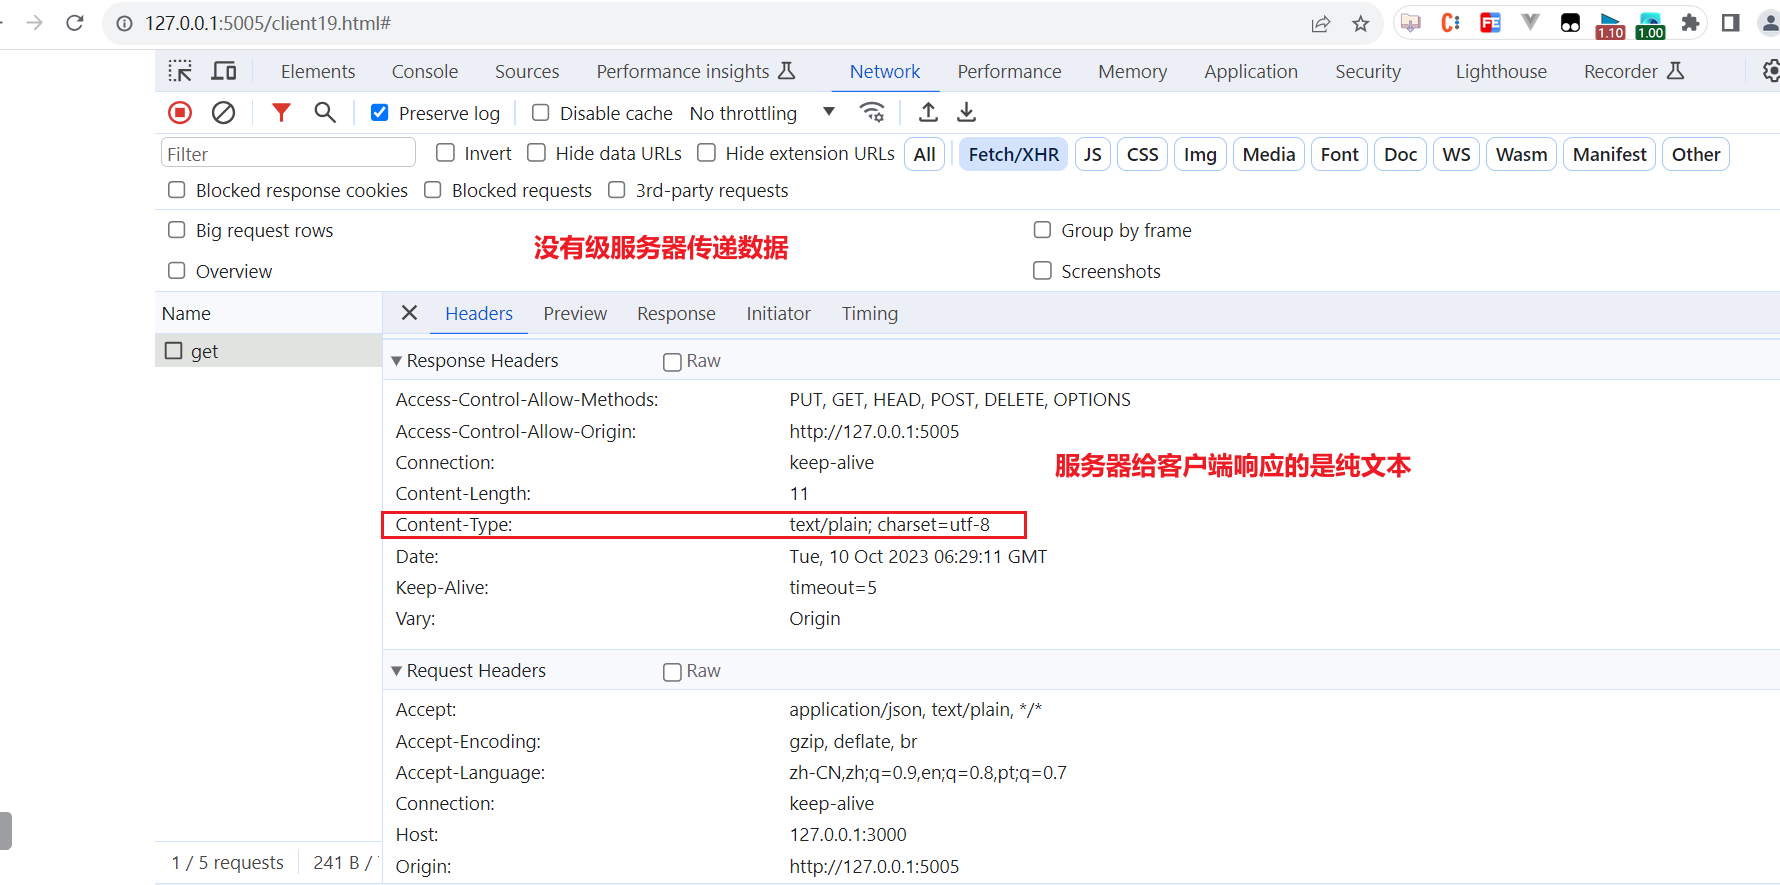 127.0.0.1:5005/client19.html#
1.10 1.00
Elements Console Sources Performance insights Network Performance Memory Application Security Lighthouse Recorder
Preserve log Disable cache No throttling
Filter Invert Hide data URLs Hide extension URLs All Fetch/XHR JS CSS Img Media Font Doc WS Wasm Manifest Other
Blocked response cookies Blocked requests 3rd-party requests
Big request rows Group by frame
没有级服务器传递数据
Overview Screenshots
Name Headers Preview Response Initiator Timing
get
Response Headers Raw
Access-Control-Allow-Methods: PUT, GET, HEAD, POST, DELETE, OPTIONS
Access-Control-Allow-Origin: http://127.0.0.1:5005
Connection: keep-alive
服务器给客户端响应的是纯文本
Content-Length: 11
Content-Type: text/plain; charset=utf-8
Date: Tue, 10 Oct 2023 06:29:11 GMT
Keep-Alive: timeout=5
Vary: Origin
Request Headers Raw
Accept: application/json, text/plain, */*
Accept-Encoding: gzip, deflate, br
Accept-Language: zh-CN,zh;q=0.9,en;q=0.8,pt;q=0.7
Connection: keep-alive
Host: 127.0.0.1:3000
Origin: http://127.0.0.1:5005
1 / 5 requests 241 B /